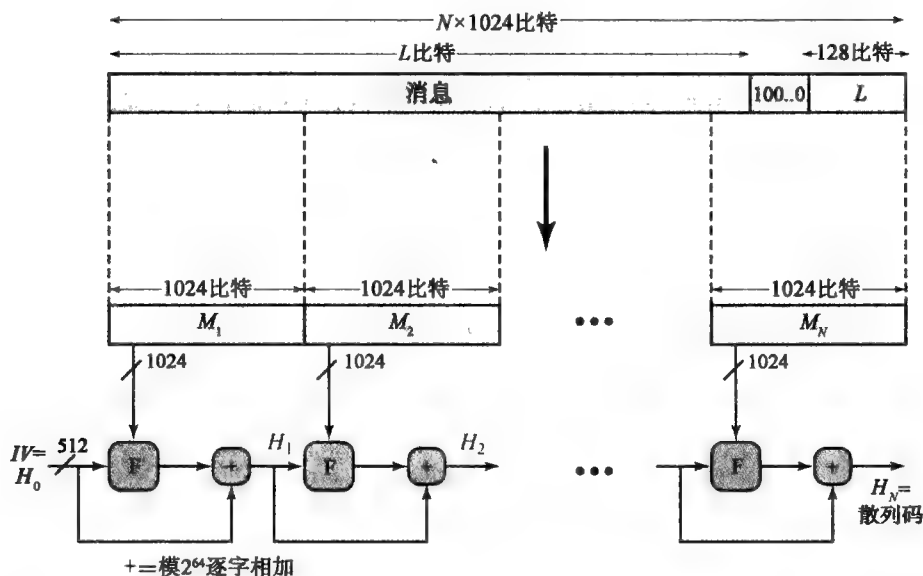 N×1024比特
L比特
128比特
消息
100..0
L
1024比特
1024比特
1024比特
M₁
M₂
•••
M_N
1024
1024
1024
IV=
H₀
512
F
+
H₁
F
+
H₂
•••
F
+
H_N=
散列码
+=模2⁶⁴逐字相加